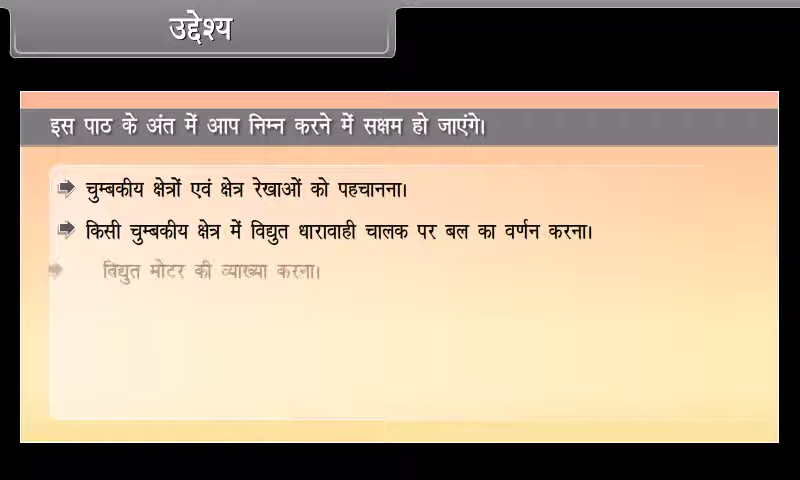 उद्देश्य
इस पाठ के अंत में आप निम्न करने में सक्षम हो जाएंगे।
चुम्बकीय क्षेत्रों एवं क्षेत्र रेखाओं को पहचानना।
किसी चुम्बकीय क्षेत्र में विद्युत धारावाही चालक पर बल का वर्णन करना।
विद्युत मोटर की व्याख्या करना।